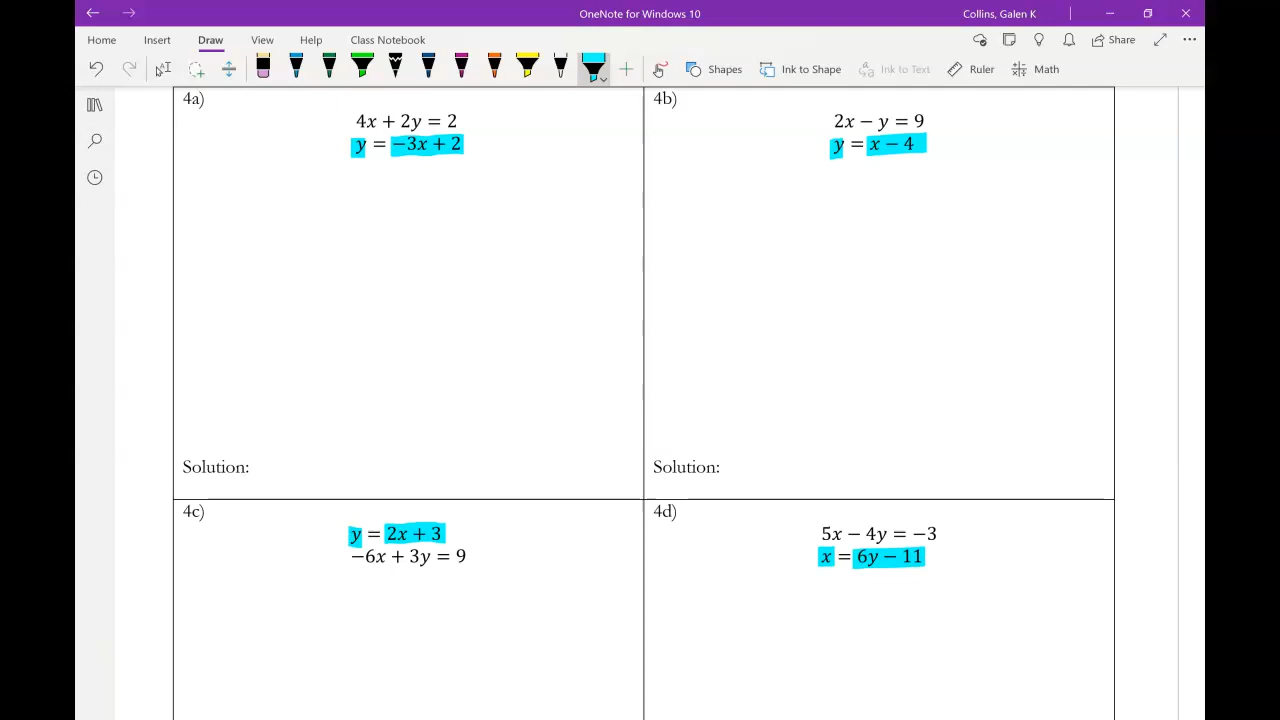 OneNote for Windows 10
Collins, Galen K
Home Insert Draw View Help Class Notebook
Share
Shapes Ink to Shape Ink to Text Ruler Math
4a)
4x + 2y = 2
y = −3x + 2
Solution:
4b)
2x − y = 9
y = x − 4
Solution:
4c)
y = 2x + 3
−6x + 3y = 9
4d)
5x − 4y = −3
x = 6y − 11